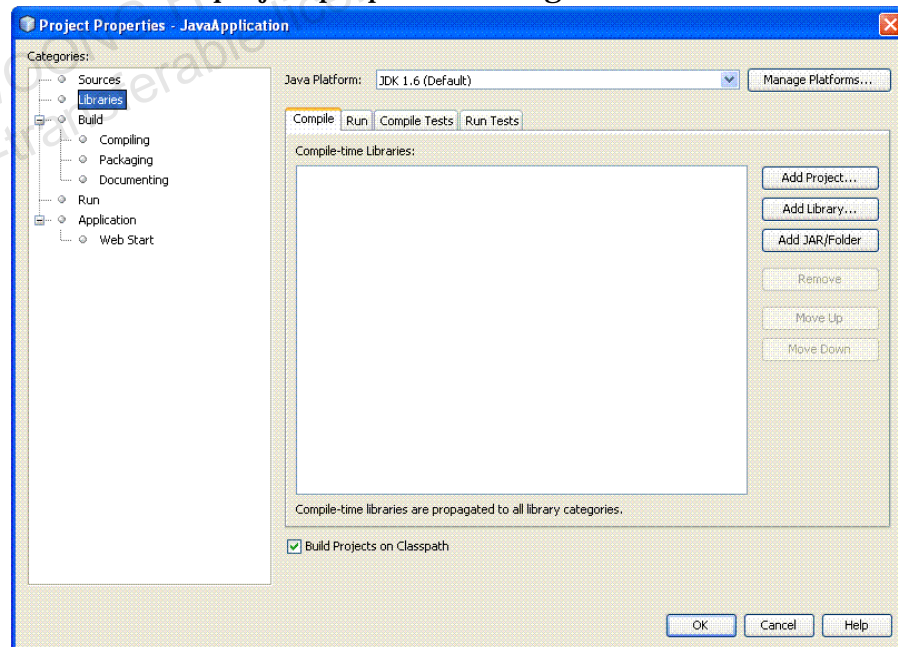 Project Properties - JavaApplication
Categories:
Sources
Libraries
Build
Compiling
Packaging
Documenting
Run
Application
Web Start
Java Platform: JDK 1.6 (Default) Manage Platforms...
Compile Run Compile Tests Run Tests
Compile-time Libraries:
Add Project...
Add Library...
Add JAR/Folder
Remove
Move Up
Move Down
Compile-time libraries are propagated to all library categories.
Build Projects on Classpath
OK Cancel Help